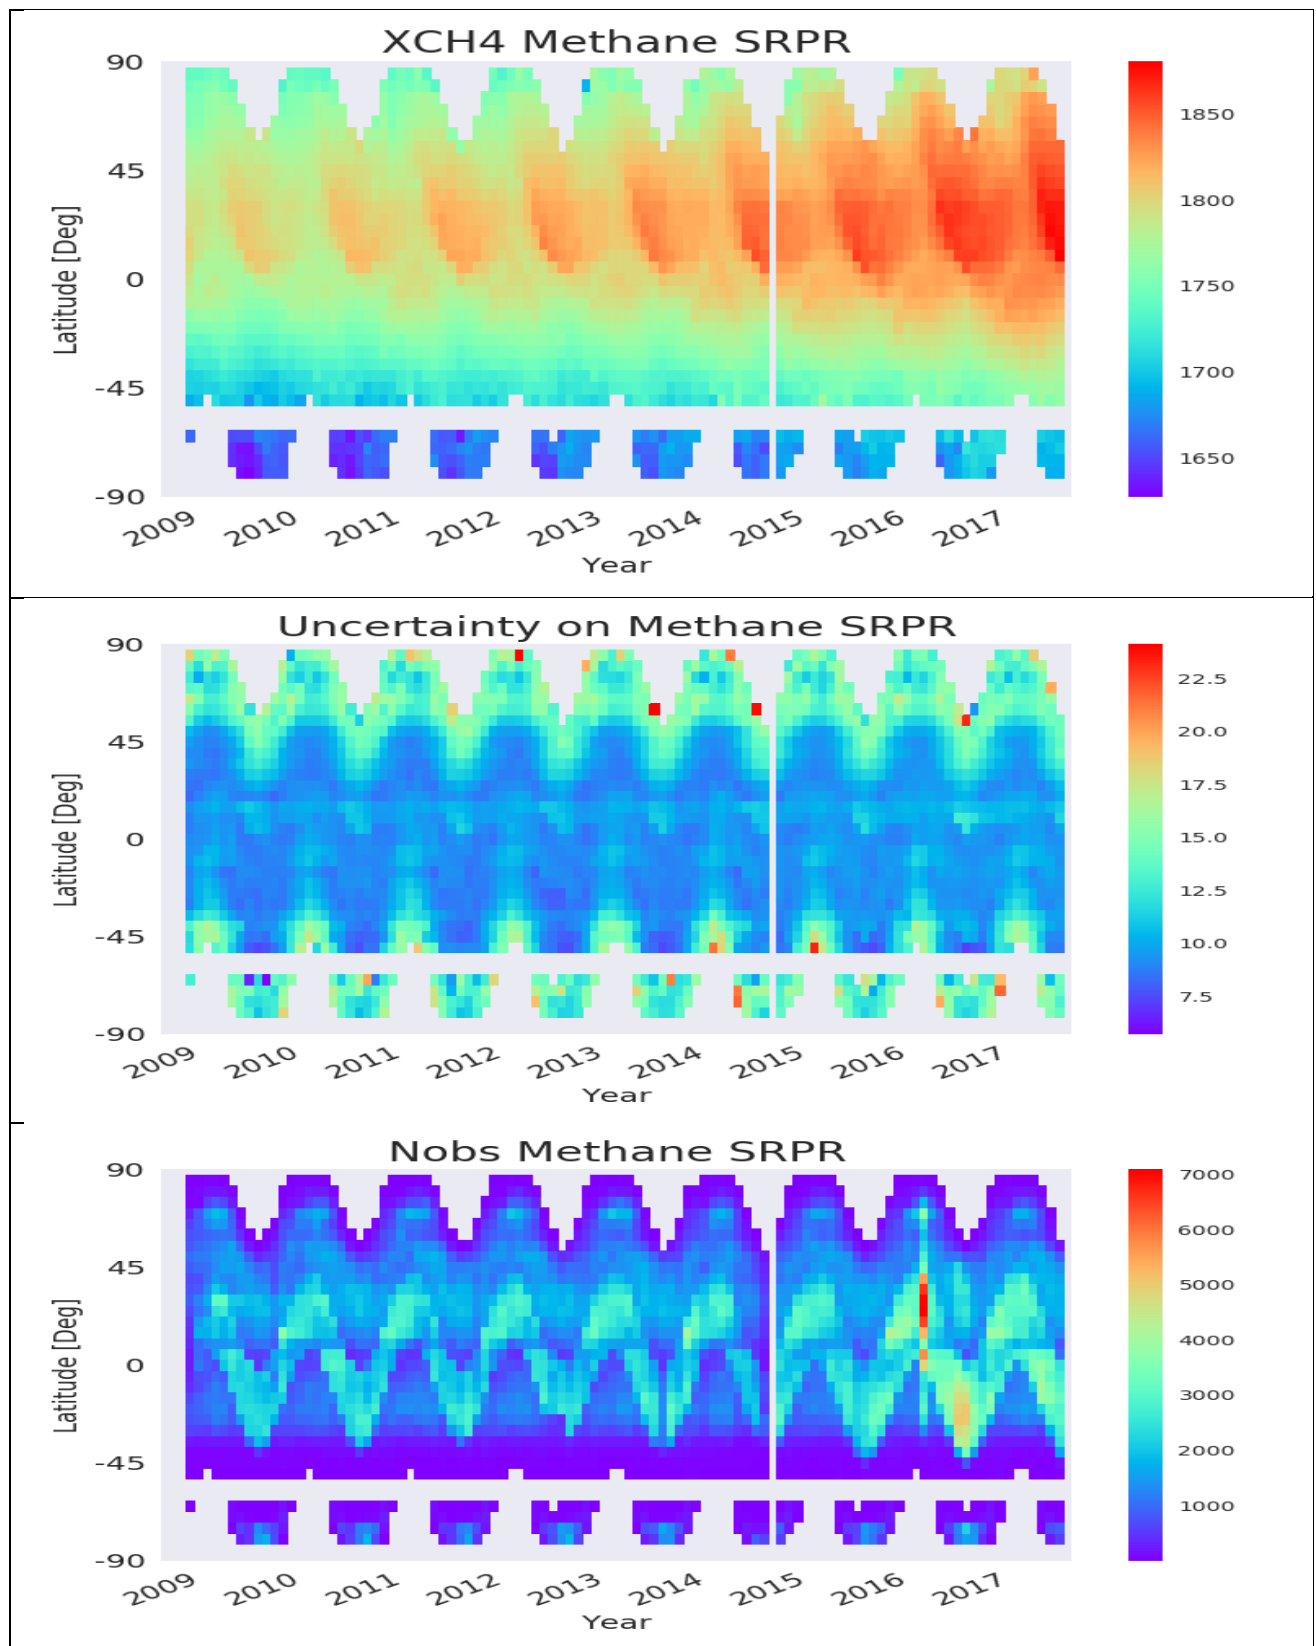 XCH4 Methane SRPR
90
45
0
-45
-90
Latitude [Deg]
2009 2010 2011 2012 2013 2014 2015 2016 2017
Year
1850
1800
1750
1700
1650
Uncertainty on Methane SRPR
90
45
0
-45
-90
Latitude [Deg]
2009 2010 2011 2012 2013 2014 2015 2016 2017
Year
22.5
20.0
17.5
15.0
12.5
10.0
7.5
Nobs Methane SRPR
90
45
0
-45
-90
Latitude [Deg]
2009 2010 2011 2012 2013 2014 2015 2016 2017
Year
7000
6000
5000
4000
3000
2000
1000